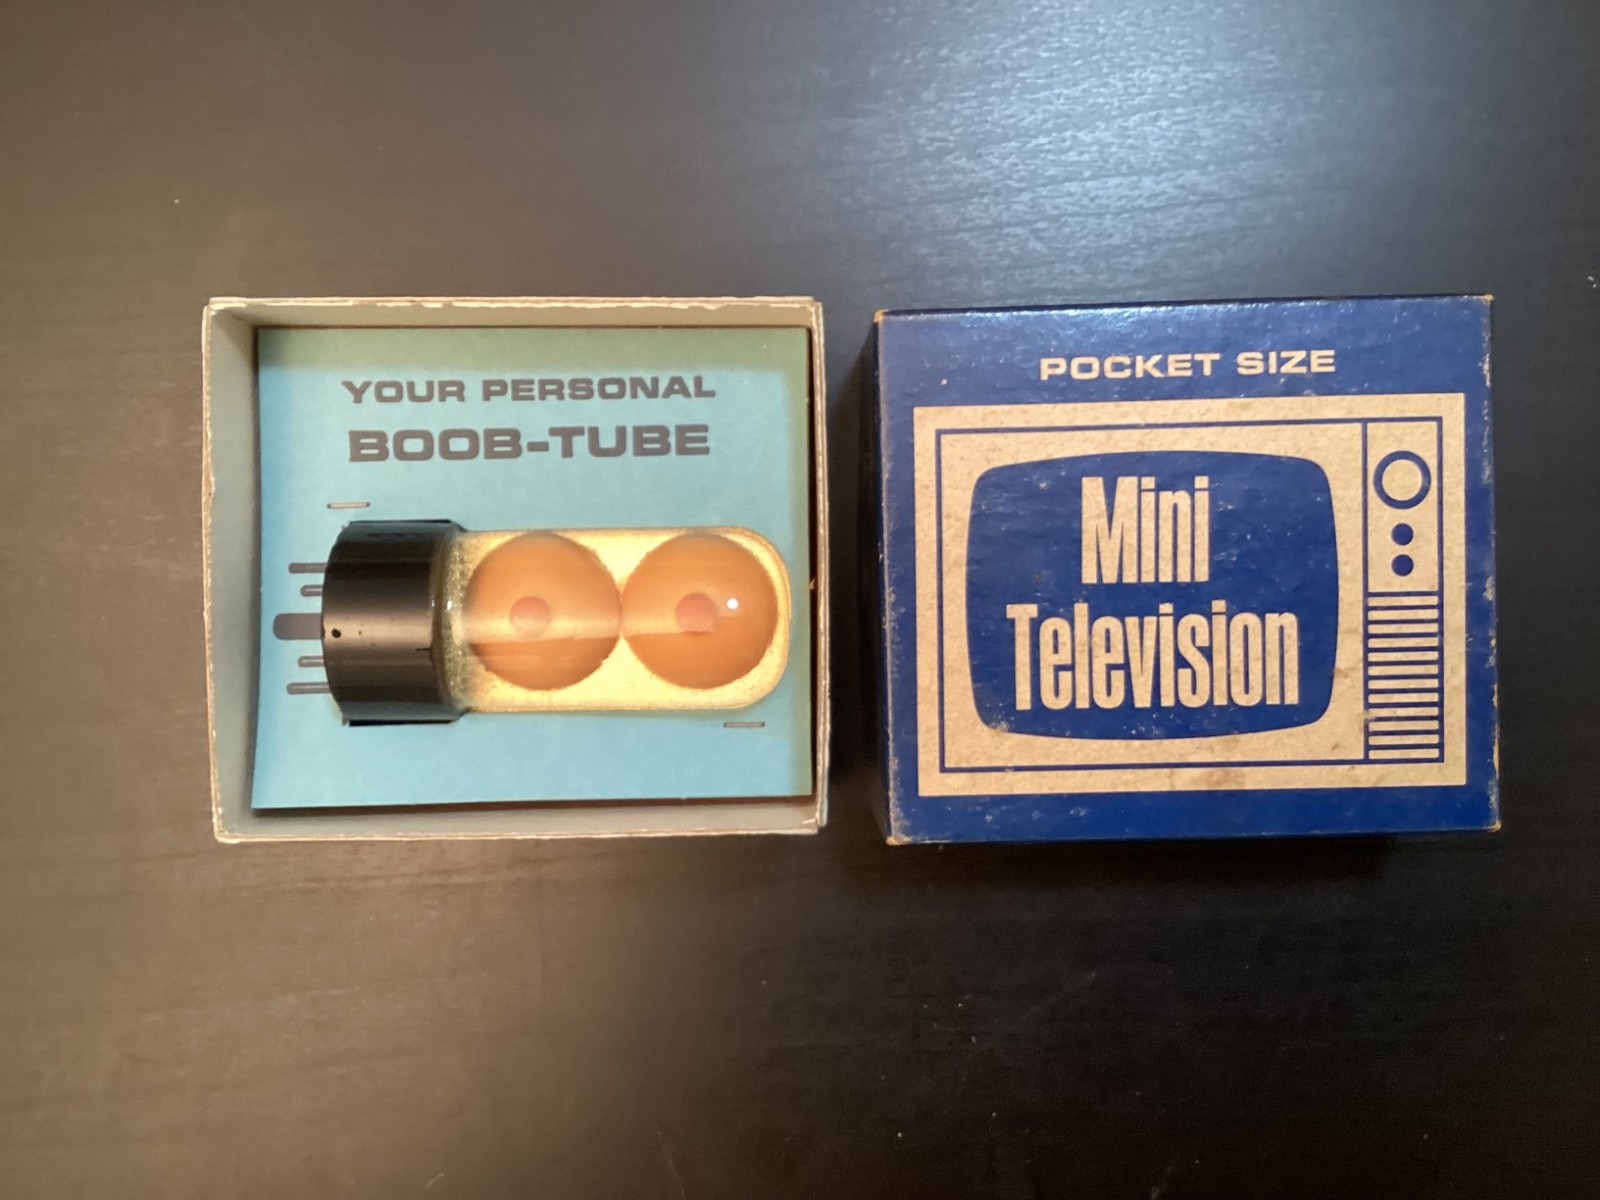 YOUR PERSONAL
BOOB-TUBE
POCKET SIZE
Mini
Television